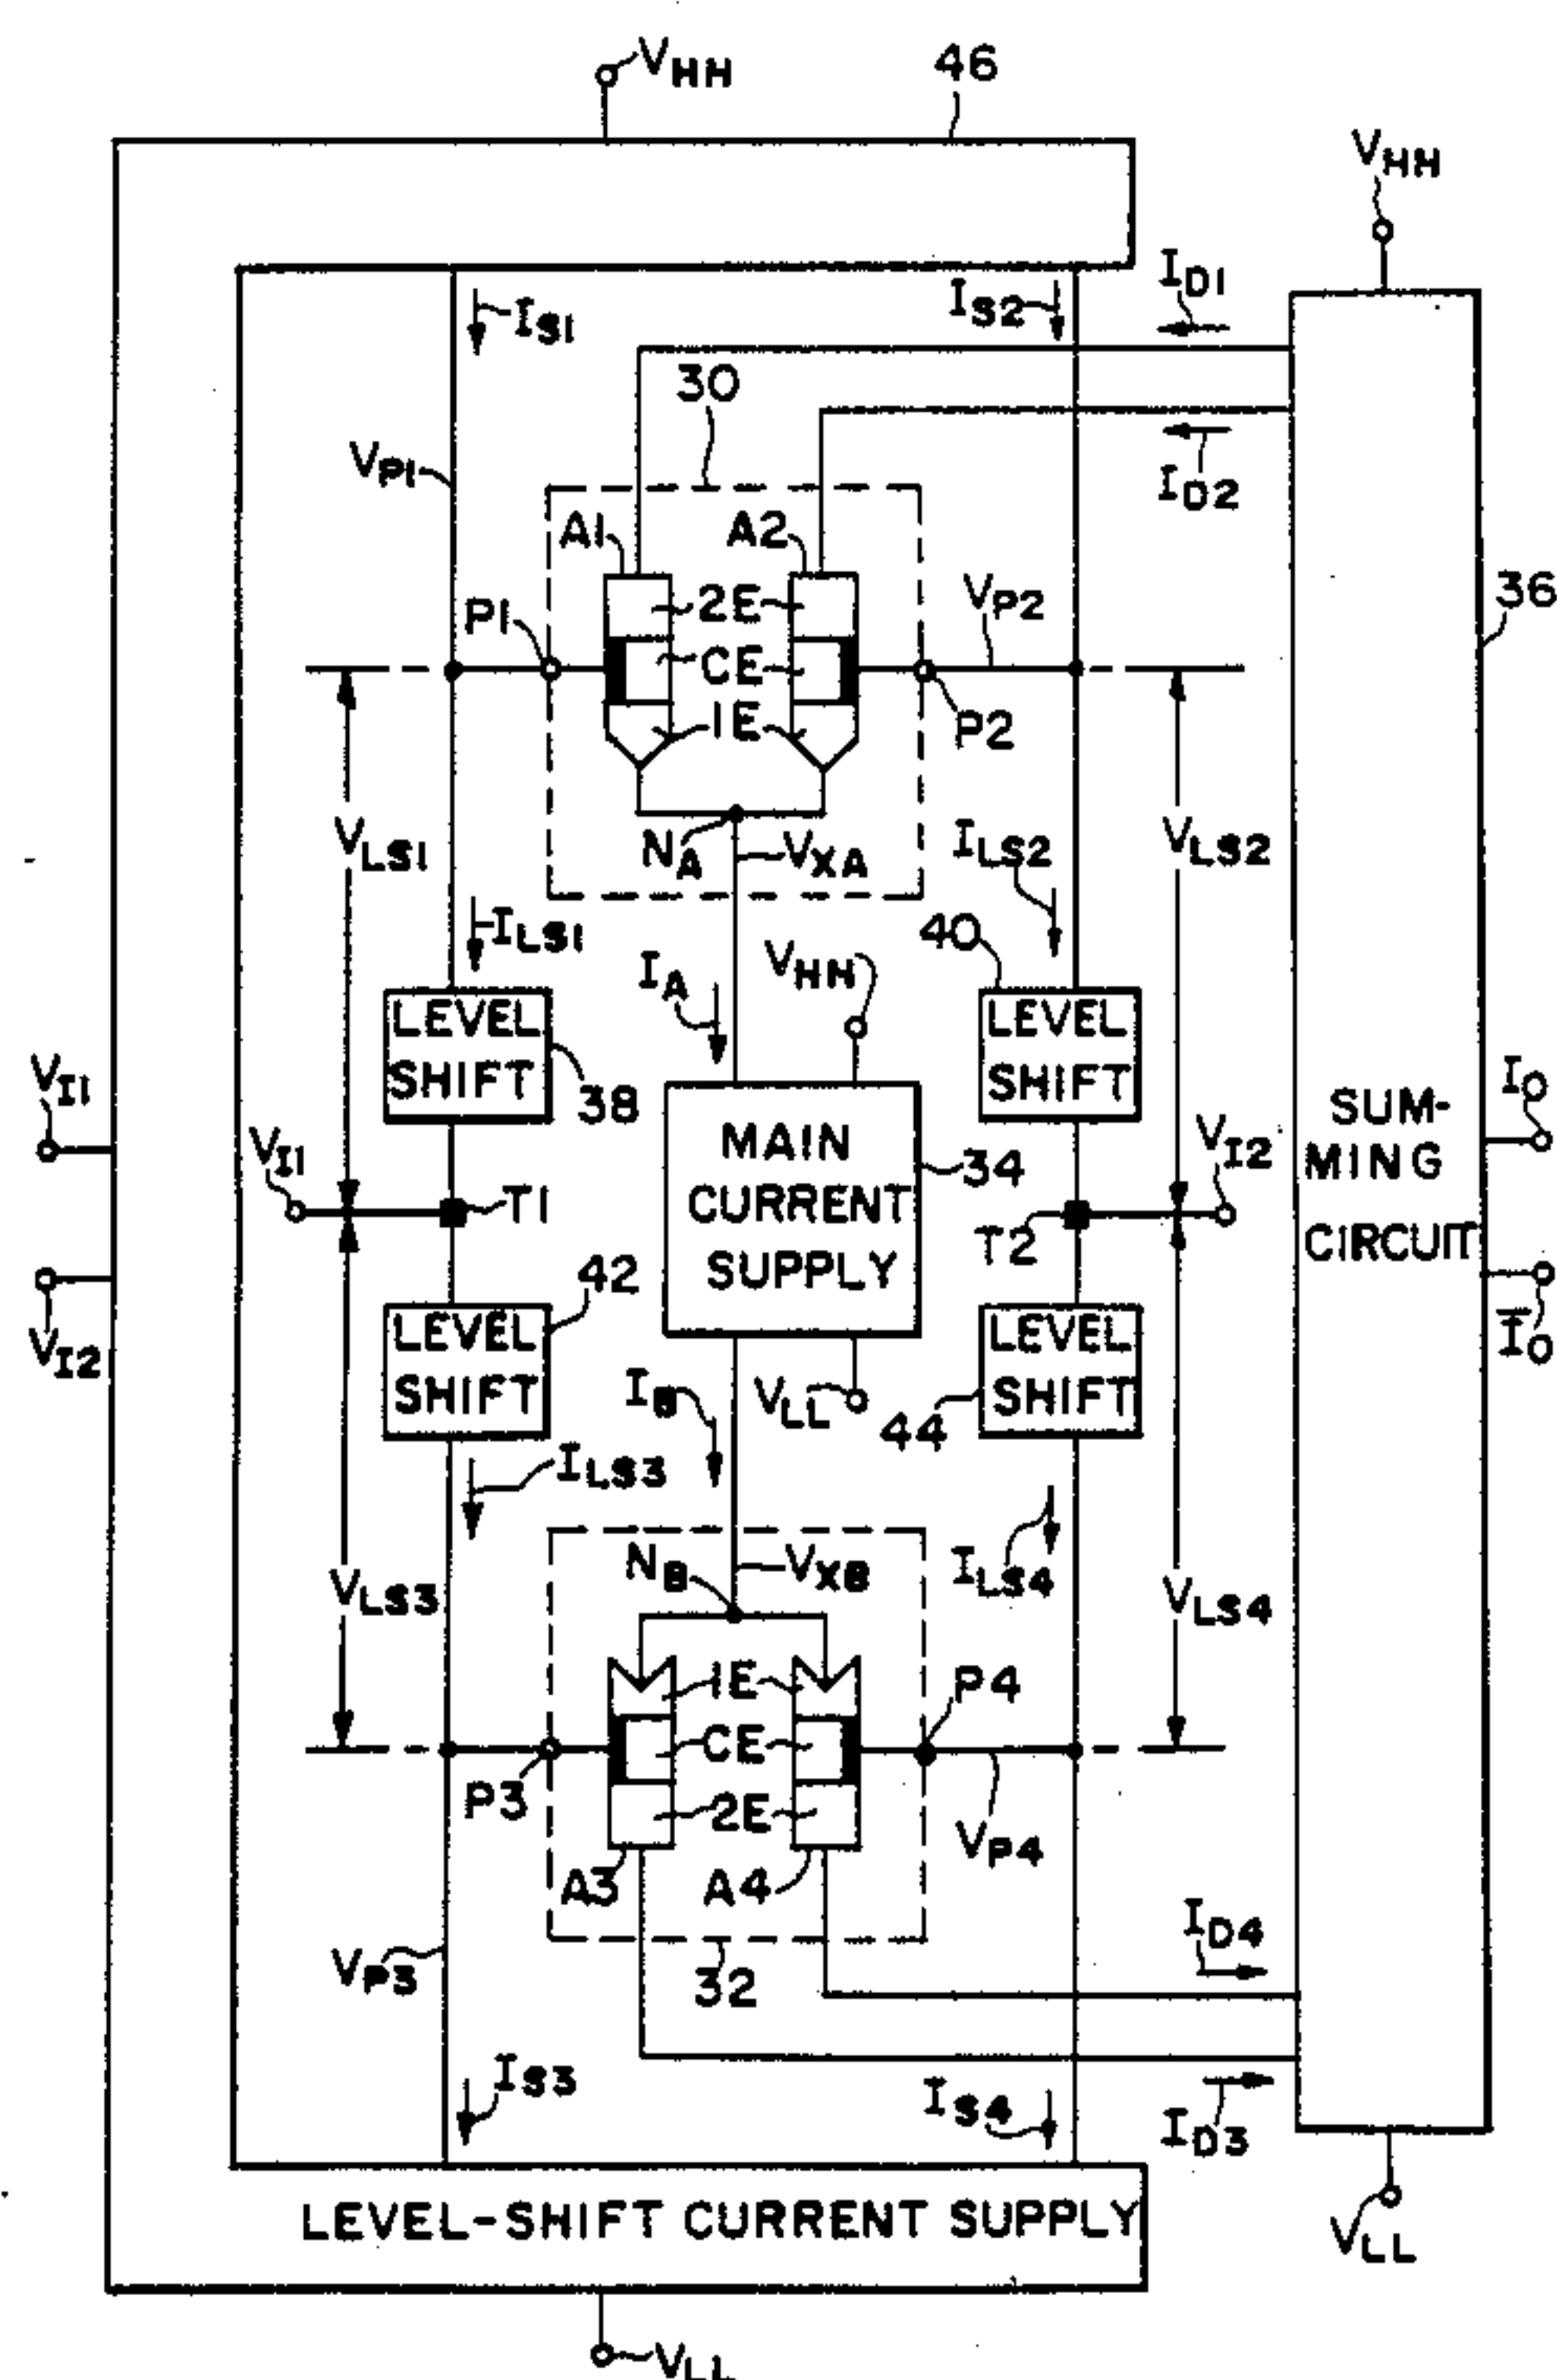 VHH
46
VHH
ID1
IS1
IS2
30
VP1
ID2
A1
A2
2E
VP2
36
P1
CE
P2
1E
VLS1
NA
VXA
ILS2
VLS2
ILS1
40
IA
VHH
LEVEL SHIFT
38
LEVEL SHIFT
VI1
IO
SUMMING CIRCUIT
MAIN CURRENT SUPPLY
34
VI1
T1
VI2
T2
42
VI2
IO
LEVEL SHIFT
LEVEL SHIFT
IB
VLL
44
ILS3
NB
VXB
ILS4
VLS3
VLS4
1E
P4
CE
P3
2E
VP4
A3
A4
VP3
32
ID4
IS3
IS4
ID3
LEVEL-SHIFT CURRENT SUPPLY
VLL
VLL